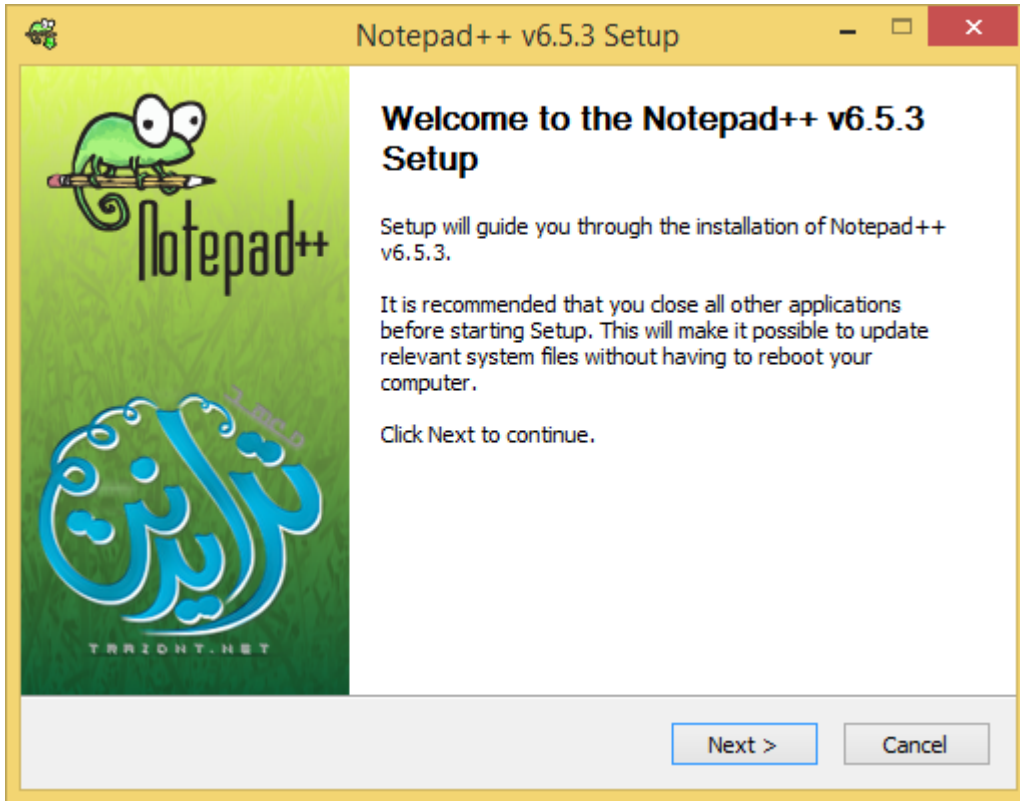 Notepad++ v6.5.3 Setup
Notepad++
Welcome to the Notepad++ v6.5.3
Setup
Setup will guide you through the installation of Notepad++
v6.5.3.
It is recommended that you close all other applications
before starting Setup. This will make it possible to update
relevant system files without having to reboot your
computer.
Click Next to continue.
ترايدنت
TRAIDNT.NET
Next >
Cancel